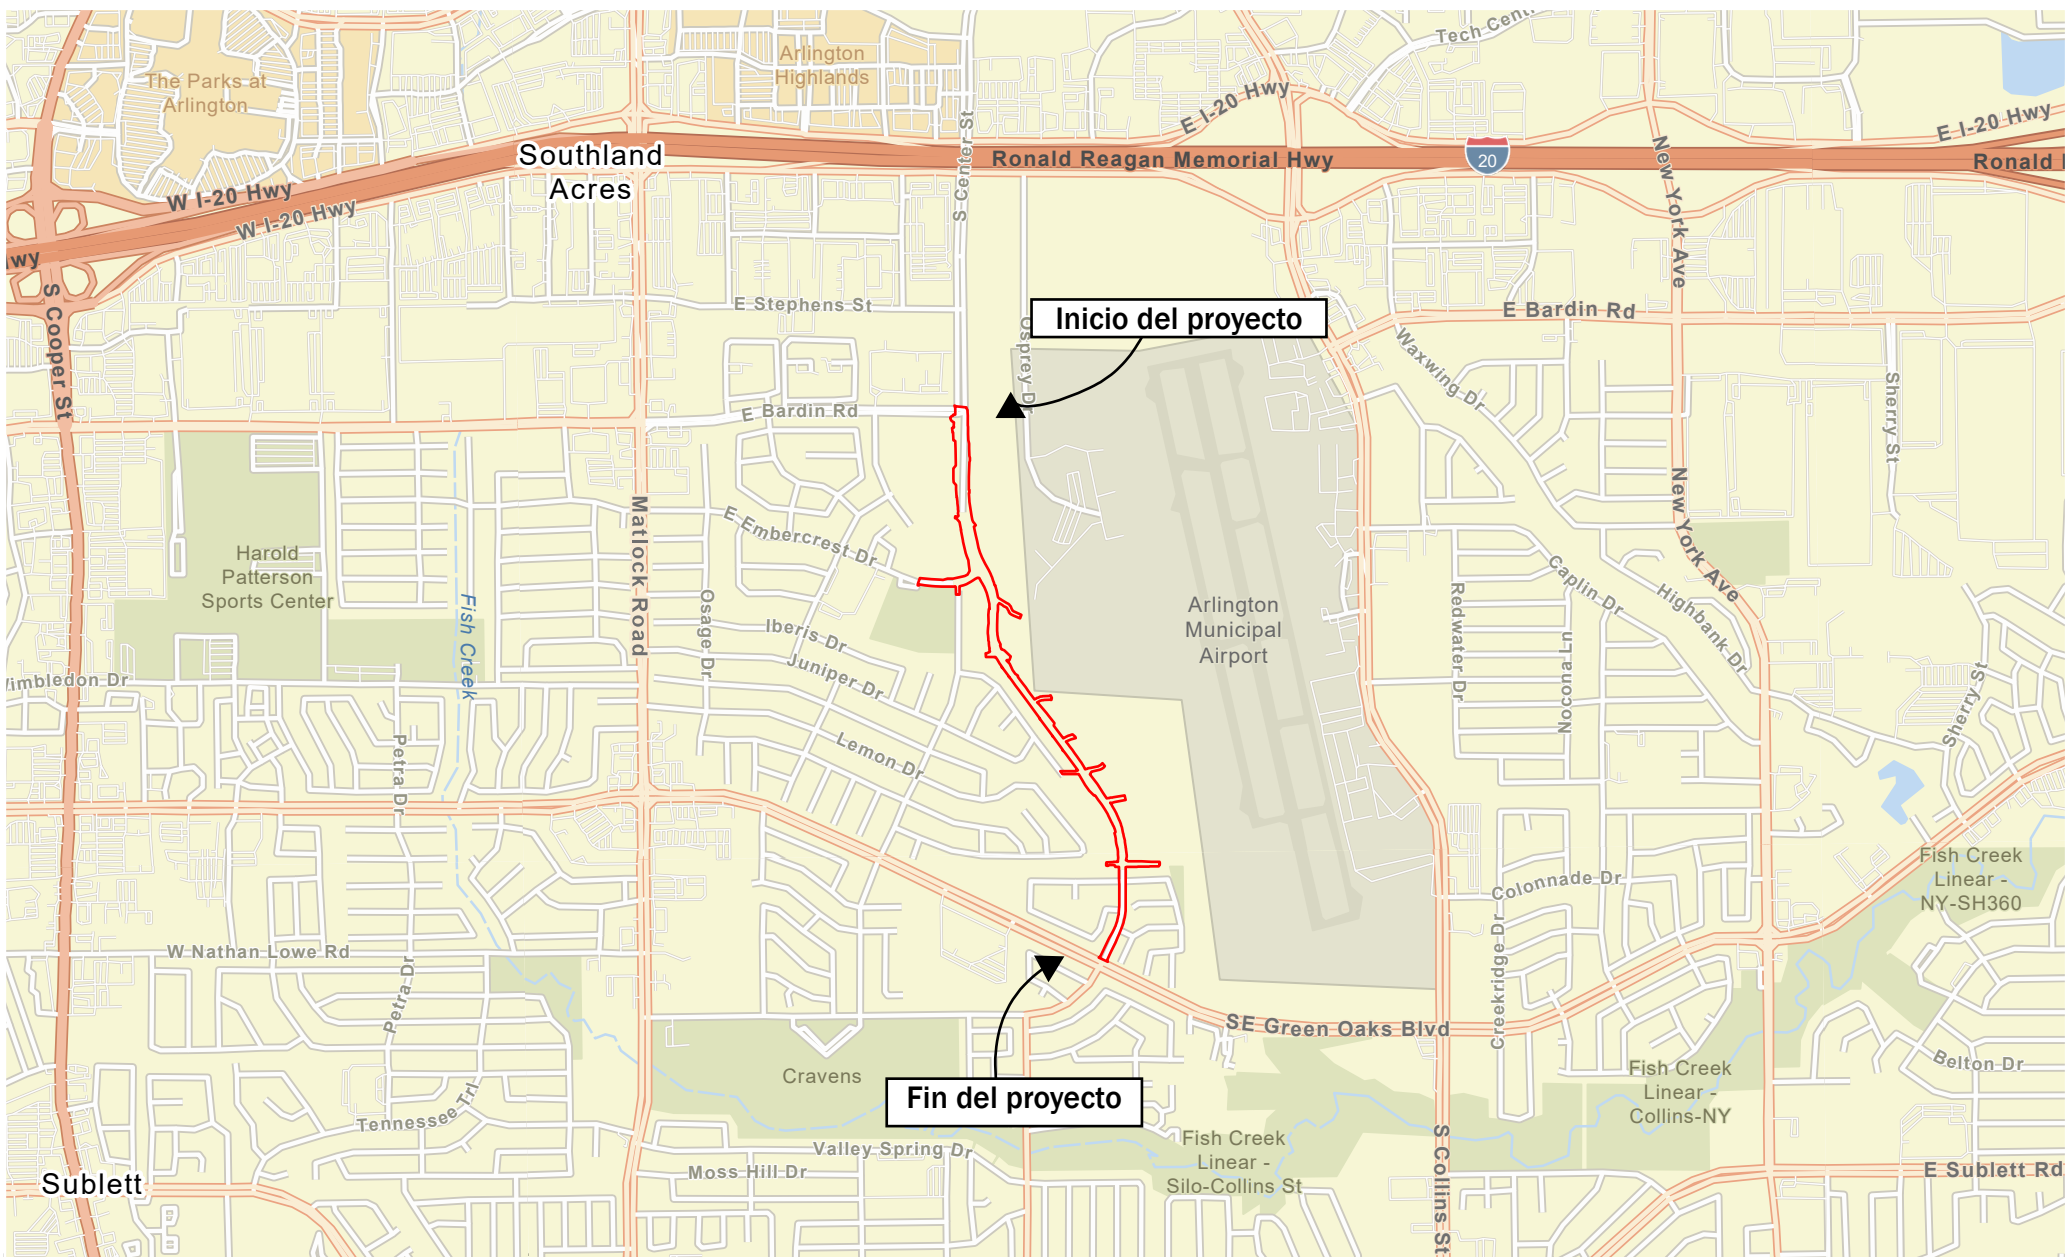 Tech Cent
The Parks at
Arlington
Arlington
Highlands
E I-20 Hwy
E I-20 Hwy
S Center St
Southland
Acres
Ronald Reagan Memorial Hwy
20
New York Ave
Ronald
W I-20 Hwy
W I-20 Hwy
wy
S Cooper St
E Stephens St
Inicio del proyecto
Osprey Dr
E Bardin Rd
Waxwing Dr
Sherry St
E Bardin Rd
Matlock Road
E Embercrest Dr
New York Ave
Harold
Patterson
Sports Center
Fish Creek
Osage Dr
Iberis Dr
Juniper Dr
Arlington
Municipal
Airport
Redwater Dr
Caplin Dr
Highbank Dr
Nocona Ln
Wimbledon Dr
Sherry St
Petra Dr
Lemon Dr
Fish Creek
Linear -
NY-SH360
Colonnade Dr
Creekridge Dr
W Nathan Lowe Rd
Petra Dr
SE Green Oaks Blvd
Cravens
Fin del proyecto
Fish Creek
Linear -
Collins-NY
Belton Dr
Tennessee Trl
Valley Spring Dr
Moss Hill Dr
Fish Creek
Linear -
Silo-Collins St
S Collins St
E Sublett Rd
Sublett